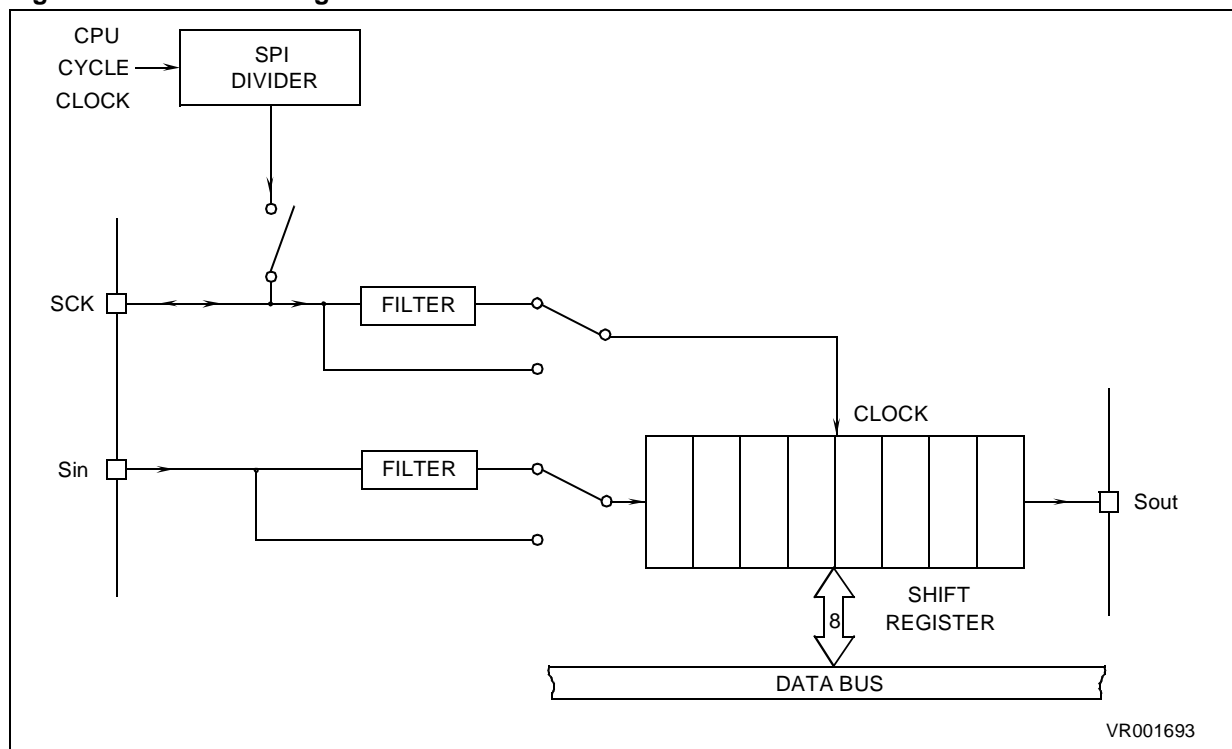 CPU
CYCLE
CLOCK
SPI
DIVIDER
SCK
FILTER
CLOCK
Sin
FILTER
Sout
SHIFT
REGISTER
8
DATA BUS
VR001693